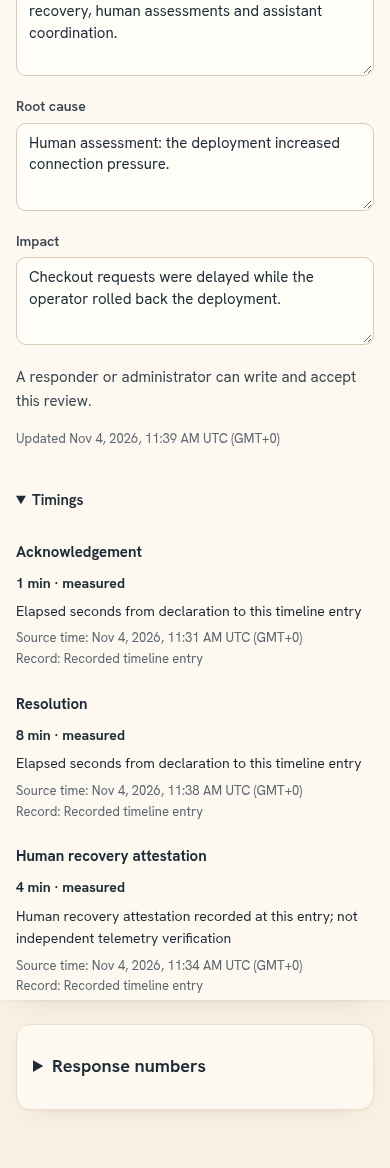 recovery, human assessments and assistant
coordination.
Root cause
Human assessment: the deployment increased
connection pressure.
Impact
Checkout requests were delayed while the
operator rolled back the deployment.
A responder or administrator can write and accept
this review.
Updated Nov 4, 2026, 11:39 AM UTC (GMT+0)
Timings
Acknowledgement
1 min · measured
Elapsed seconds from declaration to this timeline entry
Source time: Nov 4, 2026, 11:31 AM UTC (GMT+0)
Record: Recorded timeline entry
Resolution
8 min · measured
Elapsed seconds from declaration to this timeline entry
Source time: Nov 4, 2026, 11:38 AM UTC (GMT+0)
Record: Recorded timeline entry
Human recovery attestation
4 min · measured
Human recovery attestation recorded at this entry; not
independent telemetry verification
Source time: Nov 4, 2026, 11:34 AM UTC (GMT+0)
Record: Recorded timeline entry
Response numbers